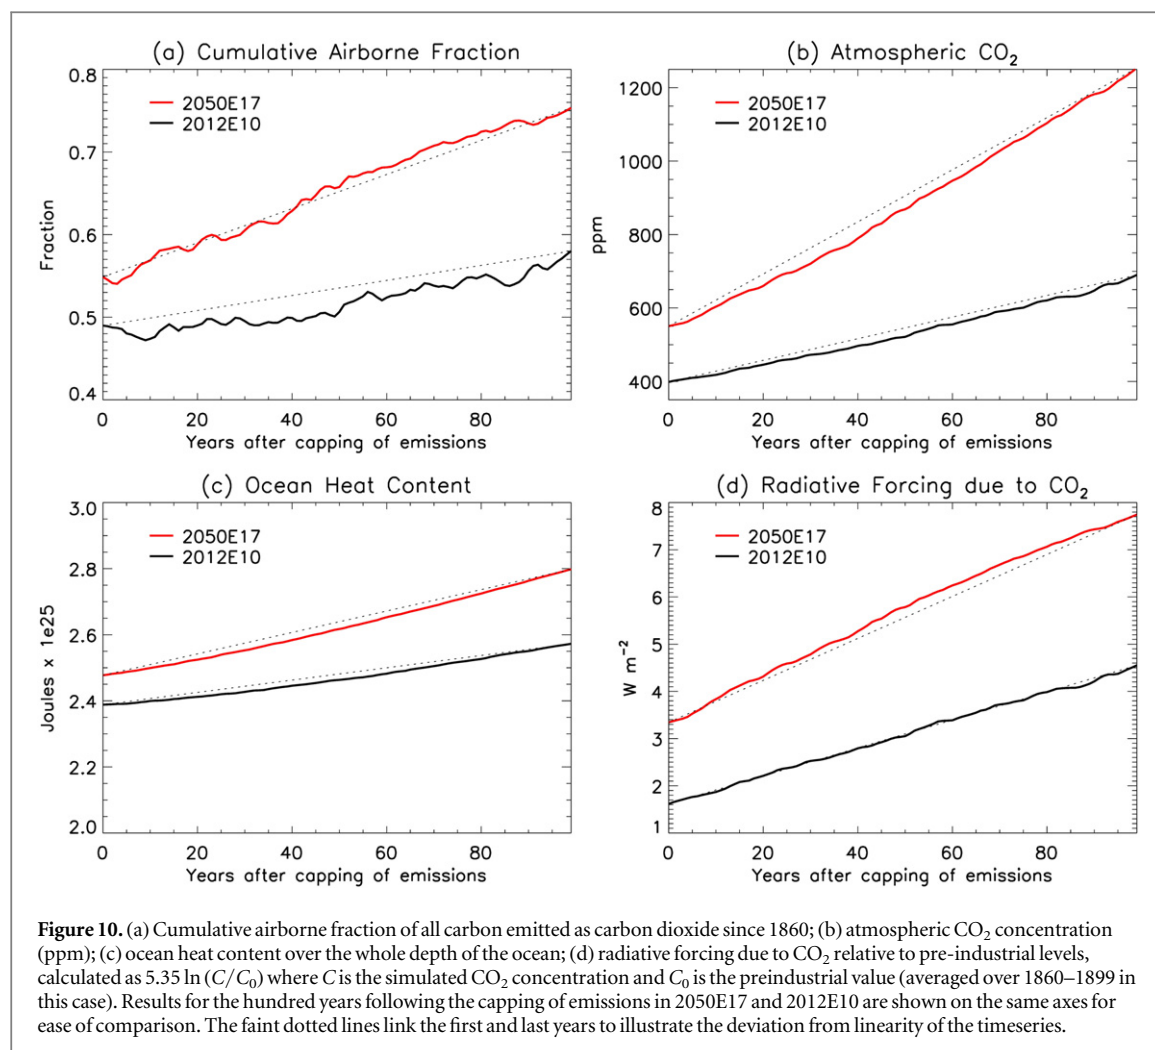 (a) Cumulative Airborne Fraction
0.8
0.7
0.6
0.5
0.4
Fraction
2050E17
2012E10
0 20 40 60 80
Years after capping of emissions
(b) Atmospheric CO₂
1200
1000
800
600
400
ppm
2050E17
2012E10
0 20 40 60 80
Years after capping of emissions
(c) Ocean Heat Content
3.0
2.8
2.6
2.4
2.2
2.0
Joules x 1e25
2050E17
2012E10
0 20 40 60 80
Years after capping of emissions
(d) Radiative Forcing due to CO₂
8
7
6
5
4
3
2
1
W m⁻²
2050E17
2012E10
0 20 40 60 80
Years after capping of emissions
Figure 10. (a) Cumulative airborne fraction of all carbon emitted as carbon dioxide since 1860; (b) atmospheric CO₂ concentration
(ppm); (c) ocean heat content over the whole depth of the ocean; (d) radiative forcing due to CO₂ relative to pre-industrial levels,
calculated as 5.35 ln (C/C₀) where C is the simulated CO₂ concentration and C₀ is the preindustrial value (averaged over 1860–1899 in
this case). Results for the hundred years following the capping of emissions in 2050E17 and 2012E10 are shown on the same axes for
ease of comparison. The faint dotted lines link the first and last years to illustrate the deviation from linearity of the timeseries.